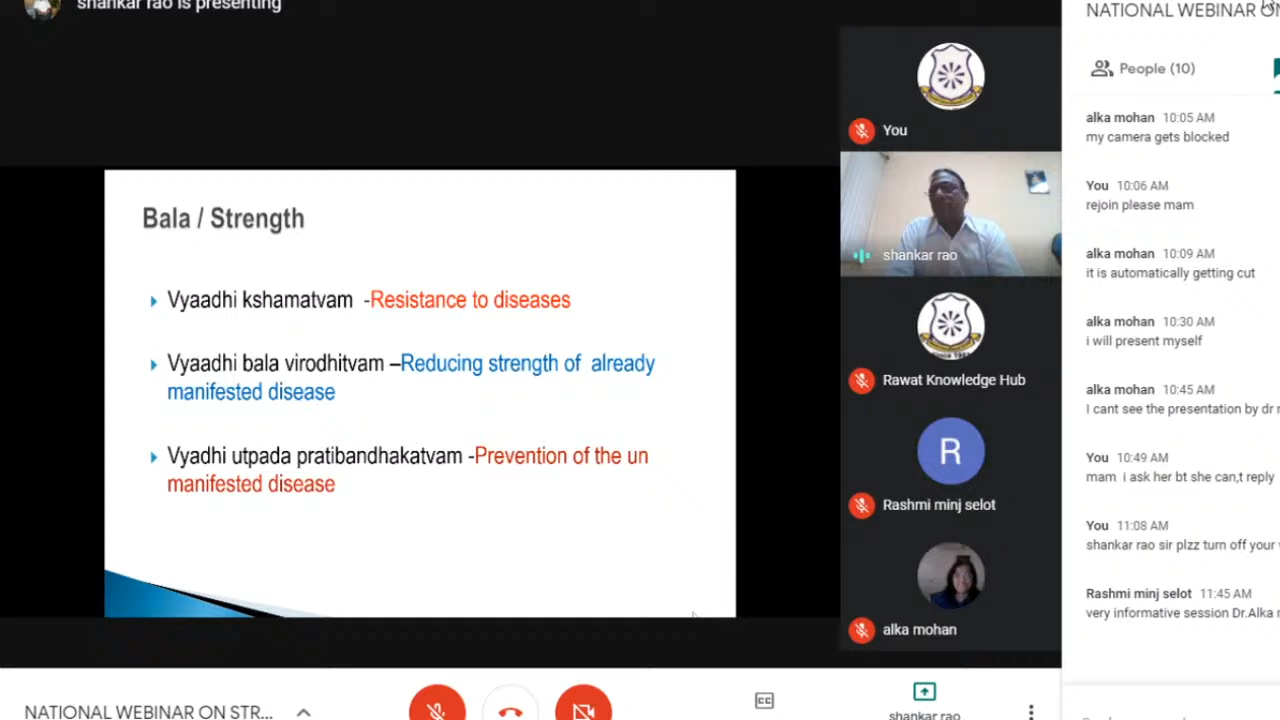 shankar rao is presenting
Bala / Strength
Vyaadhi kshamatvam -Resistance to diseases
Vyaadhi bala virodhitvam –Reducing strength of already
manifested disease
Vyadhi utpada pratibandhakatvam -Prevention of the un
manifested disease
You
shankar rao
Rawat Knowledge Hub
R
Rashmi minj selot
alka mohan
NATIONAL WEBINAR ON
People (10)
alka mohan 10:05 AM
my camera gets blocked
You 10:06 AM
rejoin please mam
alka mohan 10:09 AM
it is automatically getting cut
alka mohan 10:30 AM
i will present myself
alka mohan 10:45 AM
I cant see the presentation by dr
You 10:49 AM
mam i ask her bt she can,t reply
You 11:08 AM
shankar rao sir plzz turn off your
Rashmi minj selot 11:45 AM
very informative session Dr.Alka
NATIONAL WEBINAR ON STR...
CC
shankar rao